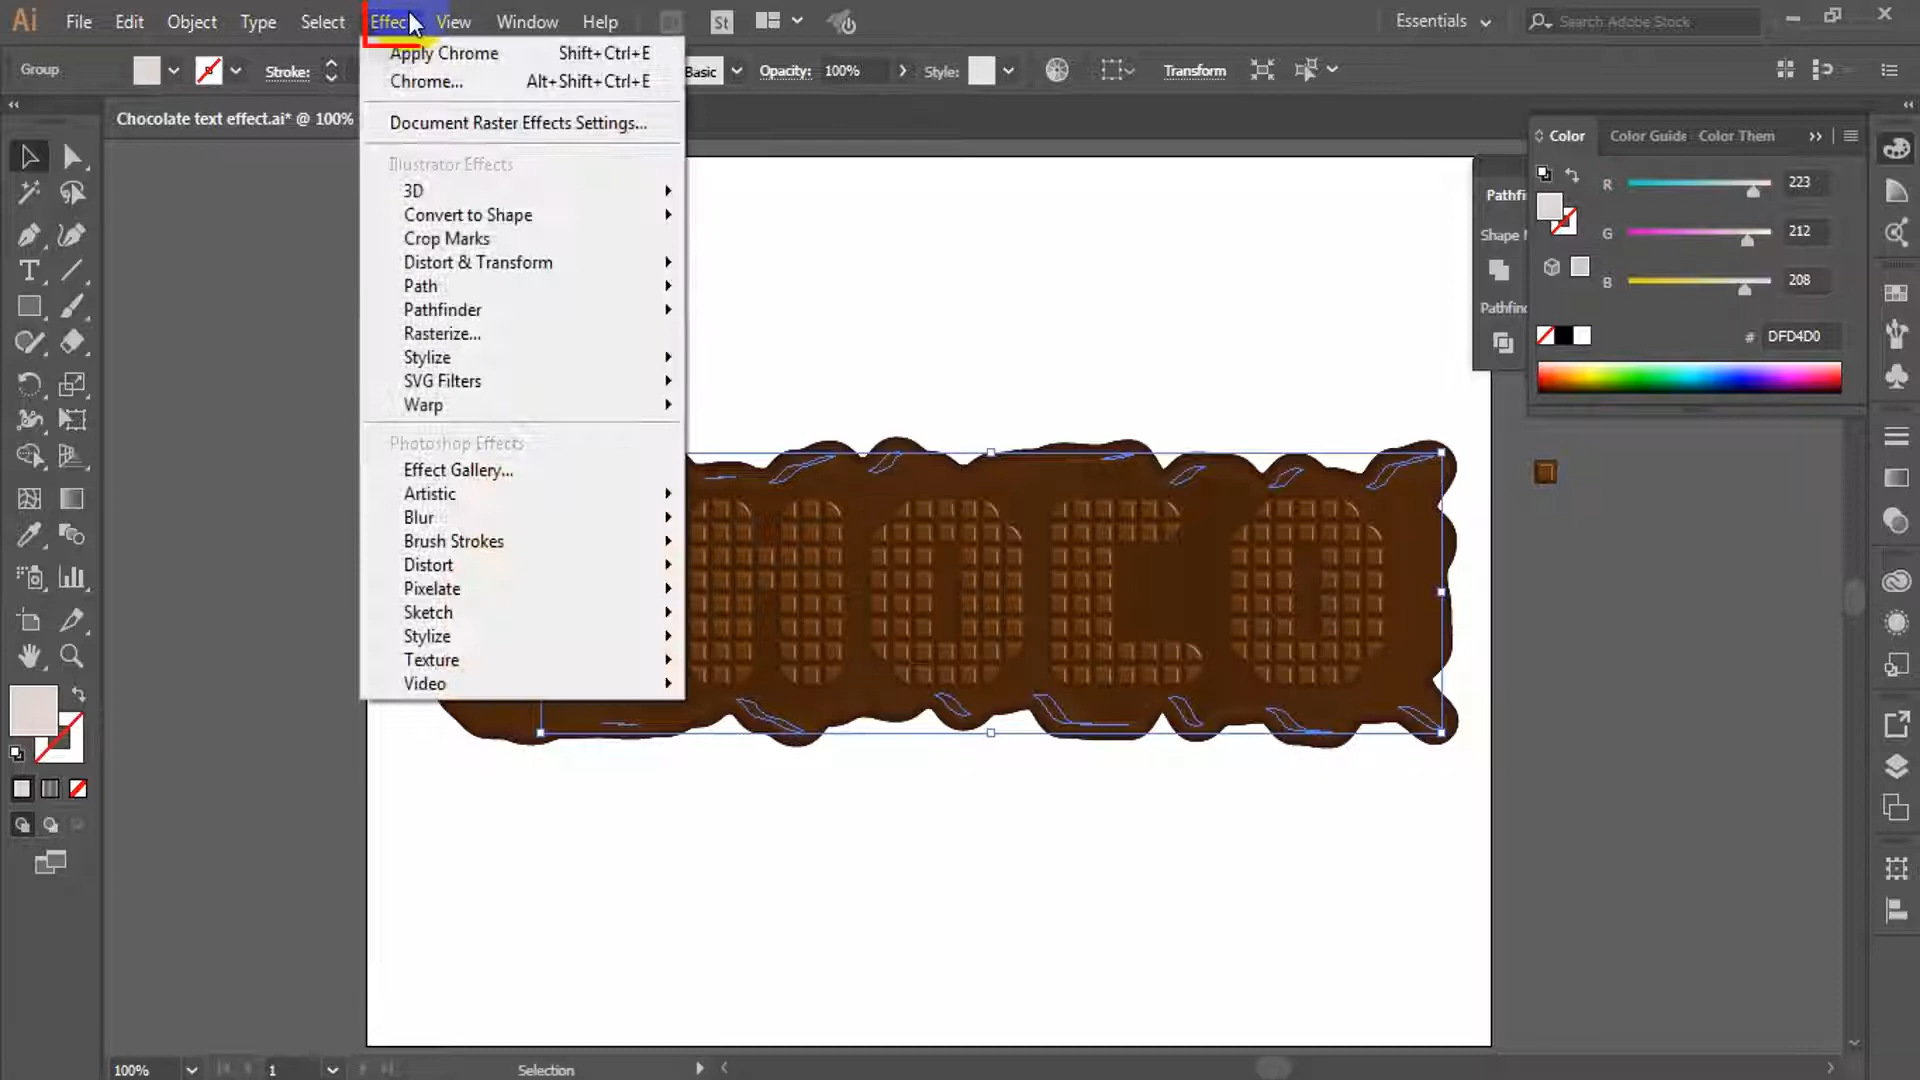 Ai File Edit Object Type Select Effect View Window Help St Essentials Search Adobe Stock
Group Stroke: Basic Opacity: 100% Style: Transform
Apply Chrome Shift+Ctrl+E
Chrome... Alt+Shift+Ctrl+E
Document Raster Effects Settings...
Illustrator Effects
3D
Convert to Shape
Crop Marks
Distort & Transform
Path
Pathfinder
Rasterize...
Stylize
SVG Filters
Warp
Photoshop Effects
Effect Gallery...
Artistic
Blur
Brush Strokes
Distort
Pixelate
Sketch
Stylize
Texture
Video
Chocolate text effect.ai* @ 100%
Color Color Guide Color Them
R 223
G 212
B 208
# DFD4D0
Pathfi
Shape M
Pathfind
OCO
100% 1 Selection